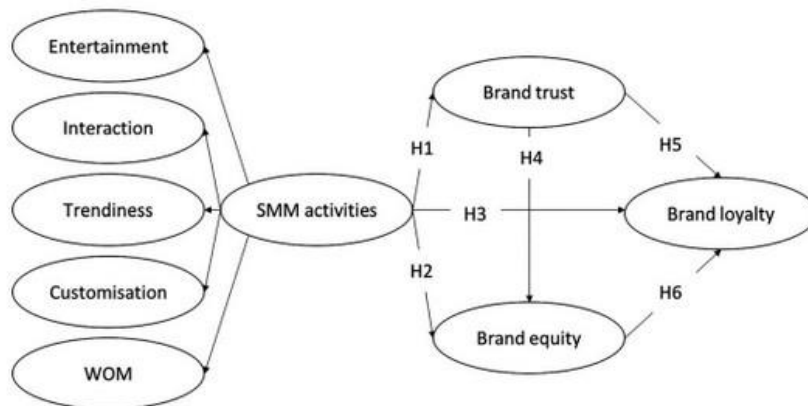 Entertainment
Interaction
Trendiness
Customisation
WOM
SMM activities
H1
H2
H3
H4
Brand trust
Brand equity
H5
H6
Brand loyalty